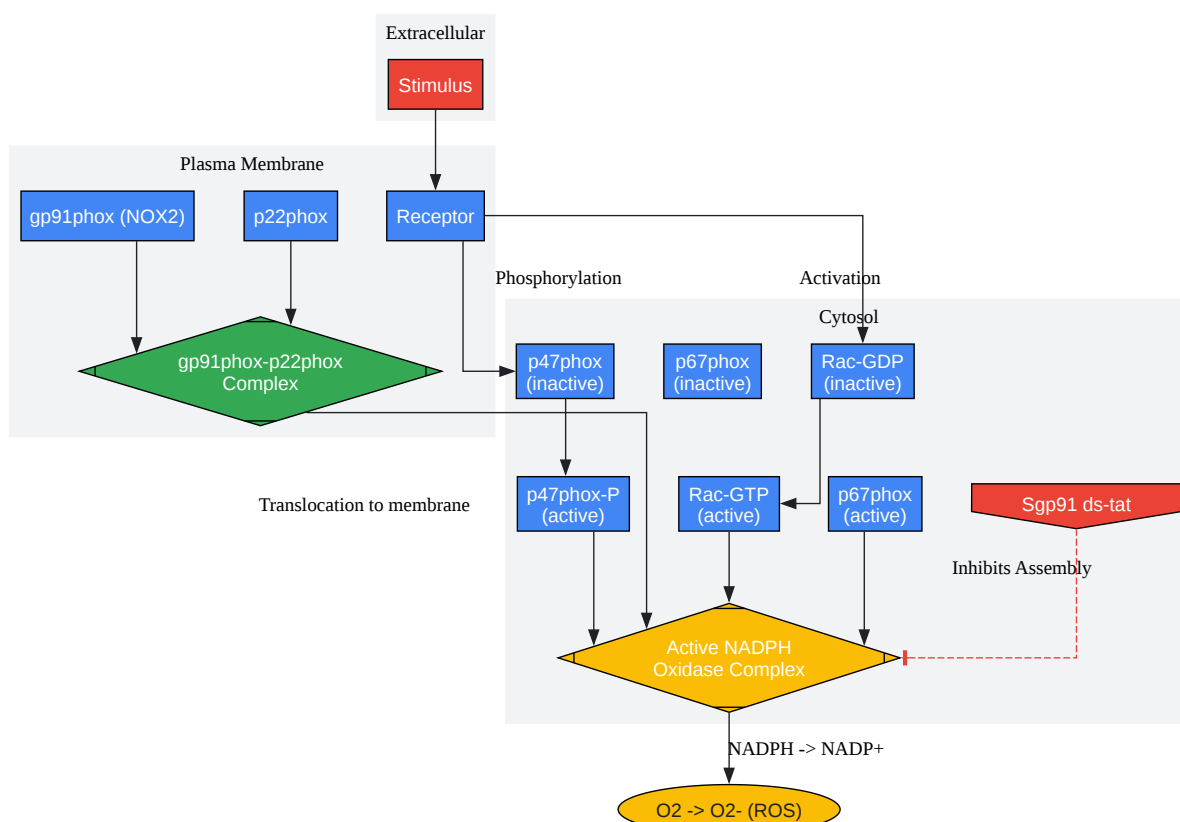 Extracellular
Stimulus
Plasma Membrane
gp91phox (NOX2)
p22phox
Receptor
Phosphorylation
Activation
Cytosol
gp91phox-p22phox
Complex
p47phox
(inactive)
p67phox
(inactive)
Rac-GDP
(inactive)
Translocation to membrane
p47phox-P
(active)
Rac-GTP
(active)
p67phox
(active)
Sgp91 ds-tat
Inhibits Assembly
Active NADPH
Oxidase Complex
NADPH -> NADP+
O2 -> O2- (ROS)